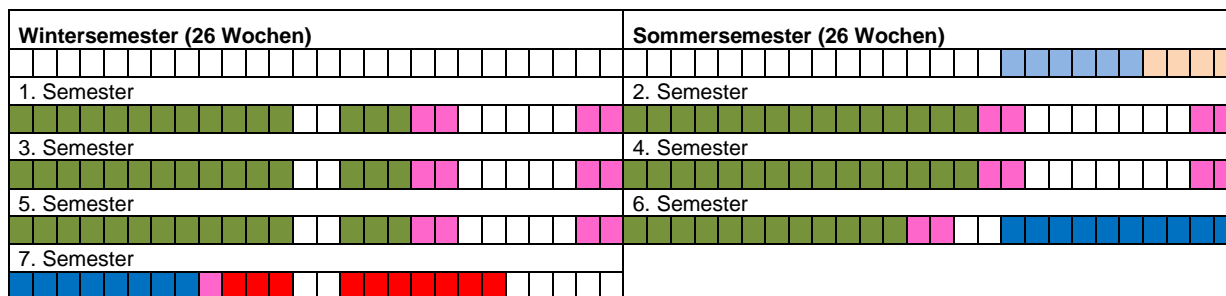 Wintersemester (26 Wochen)
Sommersemester (26 Wochen)
1. Semester
2. Semester
3. Semester
4. Semester
5. Semester
6. Semester
7. Semester